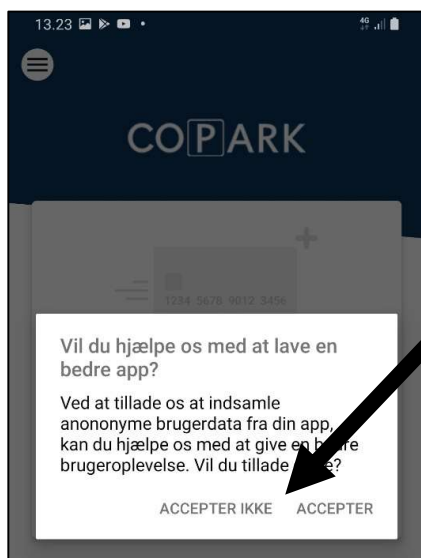 13.23
4G
COPARK
1234 5678 9012 3456
Vil du hjælpe os med at lave en
bedre app?
Ved at tillade os at indsamle
anononyme brugerdata fra din app,
kan du hjælpe os med at give en
brugeroplevelse. Vil du tillade
ACCEPTER IKKE ACCEPTER